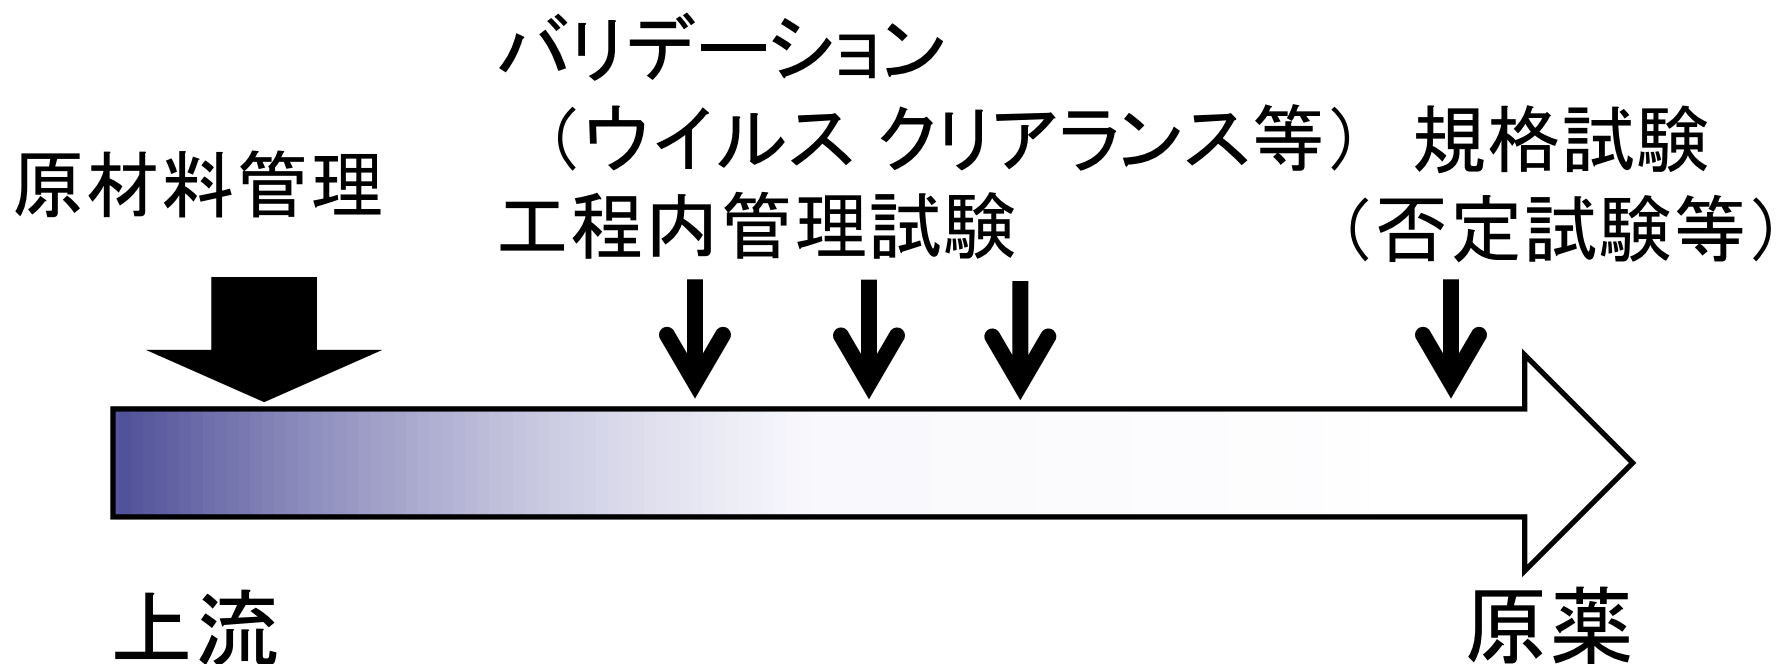 原材料管理
バリデーション
（ウイルス クリアランス等）
工程内管理試験
規格試験
（否定試験等）
上流
原薬